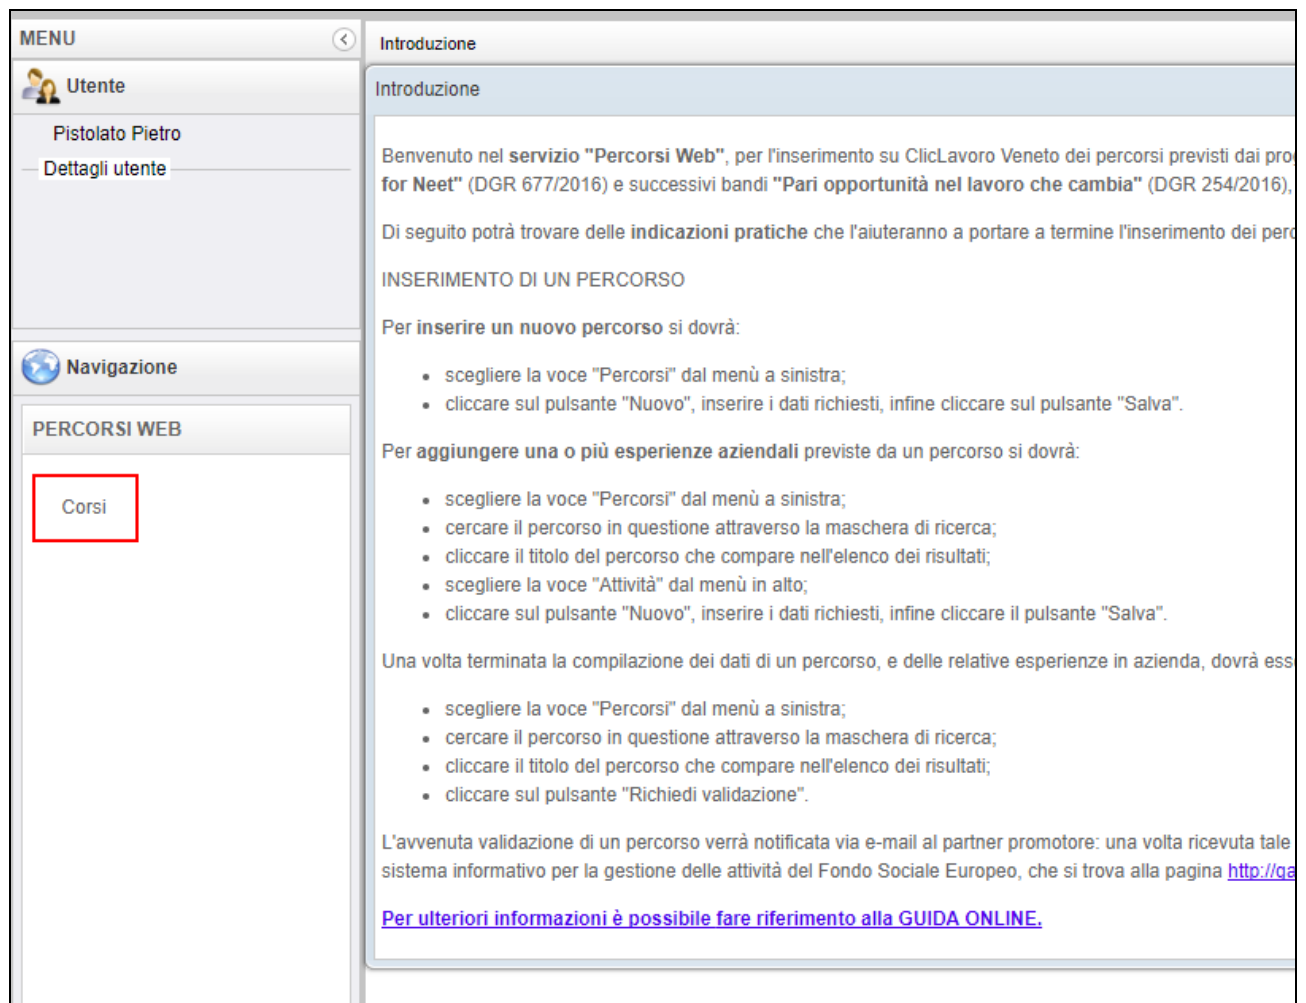 MENU
Utente
Pistolato Pietro
Dettagli utente
Navigazione
PERCORSI WEB
Corsi
Introduzione
Introduzione
Benvenuto nel servizio "Percorsi Web", per l'inserimento su ClicLavoro Veneto dei percorsi previsti dai
for Neet" (DGR 677/2016) e successivi bandi "Pari opportunità nel lavoro che cambia" (DGR 254/2016),
Di seguito potrà trovare delle indicazioni pratiche che l'aiuteranno a portare a termine l'inserimento dei
INSERIMENTO DI UN PERCORSO
Per inserire un nuovo percorso si dovrà:
scegliere la voce "Percorsi" dal menù a sinistra;
cliccare sul pulsante "Nuovo", inserire i dati richiesti, infine cliccare sul pulsante "Salva".
Per aggiungere una o più esperienze aziendali previste da un percorso si dovrà:
scegliere la voce "Percorsi" dal menù a sinistra;
cercare il percorso in questione attraverso la maschera di ricerca;
cliccare il titolo del percorso che compare nell'elenco dei risultati;
scegliere la voce "Attività" dal menù in alto;
cliccare sul pulsante "Nuovo", inserire i dati richiesti, infine cliccare il pulsante "Salva".
Una volta terminata la compilazione dei dati di un percorso, e delle relative esperienze in azienda, dovrà
scegliere la voce "Percorsi" dal menù a sinistra;
cercare il percorso in questione attraverso la maschera di ricerca;
cliccare il titolo del percorso che compare nell'elenco dei risultati;
cliccare sul pulsante "Richiedi validazione".
L'avvenuta validazione di un percorso verrà notificata via e-mail al partner promotore: una volta ricevuta tale
sistema informativo per la gestione delle attività del Fondo Sociale Europeo, che si trova alla pagina
Per ulteriori informazioni è possibile fare riferimento alla GUIDA ONLINE.